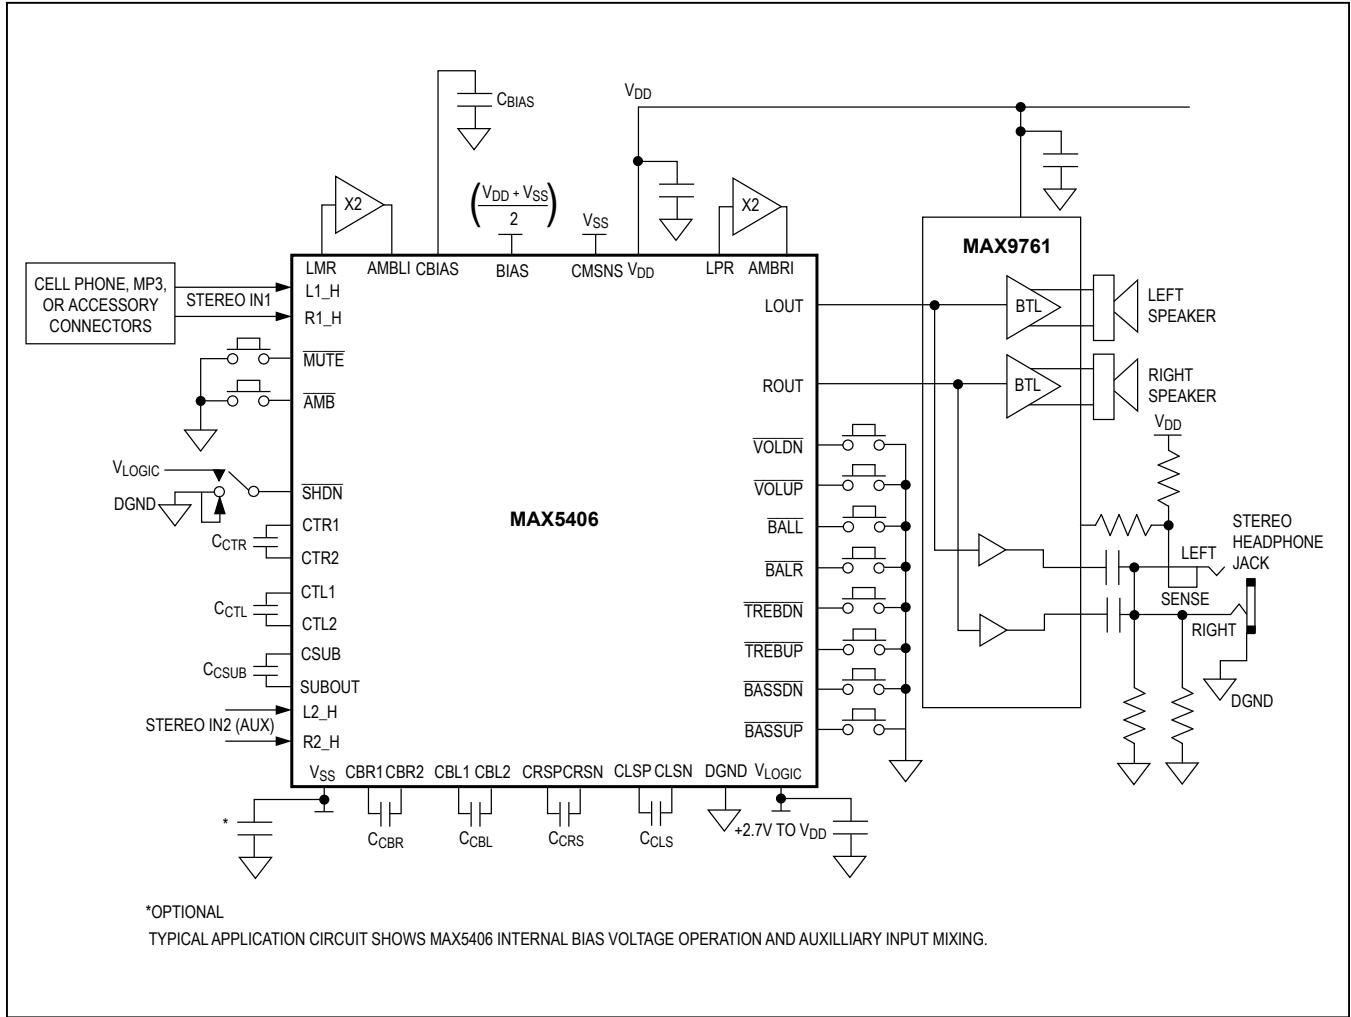 CBIAS
VDD
X2
(VDD + VSS
2)
VSS
X2
MAX9761
LMR
AMBLI
CBIAS
BIAS
CMSNS
VDD
LPR
AMBRI
CELL PHONE, MP3,
OR ACCESSORY
CONNECTORS
STEREO IN1
L1_H
R1_H
MUTE
AMB
VLOGIC
DGND
SHDN
CCTR
CTR1
CTR2
CCTL
CTL1
CTL2
CCSUB
CSUB
SUBOUT
STEREO IN2 (AUX)
L2_H
R2_H
MAX5406
LOUT
ROUT
VOLDN
VOLUP
BALL
BALR
TREBDN
TREBUP
BASSDN
BASSUP
BTL
LEFT
SPEAKER
BTL
RIGHT
SPEAKER
VDD
STEREO
HEADPHONE
JACK
LEFT
SENSE
RIGHT
DGND
VSS
CBR1
CBR2
CBL1
CBL2
CRSP
CRSN
CLSP
CLSN
DGND
VLOGIC
*
CCBR
CCBL
CCRS
CCLS
+2.7V TO VDD
*OPTIONAL
TYPICAL APPLICATION CIRCUIT SHOWS MAX5406 INTERNAL BIAS VOLTAGE OPERATION AND AUXILLIARY INPUT MIXING.